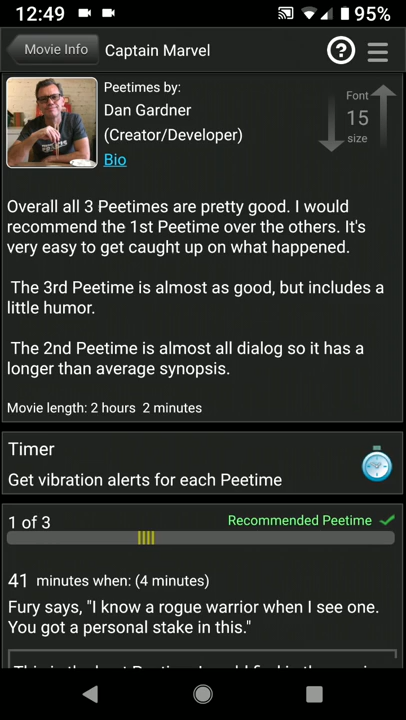 12:49
95%
Movie Info
Captain Marvel
?
Peetimes by:
Dan Gardner
(Creator/Developer)
Bio
Font
15
size
Overall all 3 Peetimes are pretty good. I would
recommend the 1st Peetime over the others. It's
very easy to get caught up on what happened.
The 3rd Peetime is almost as good, but includes a
little humor.
The 2nd Peetime is almost all dialog so it has a
longer than average synopsis.
Movie length: 2 hours 2 minutes
Timer
Get vibration alerts for each Peetime
1 of 3
Recommended Peetime
41 minutes when: (4 minutes)
Fury says, "I know a rogue warrior when I see one.
You got a personal stake in this."